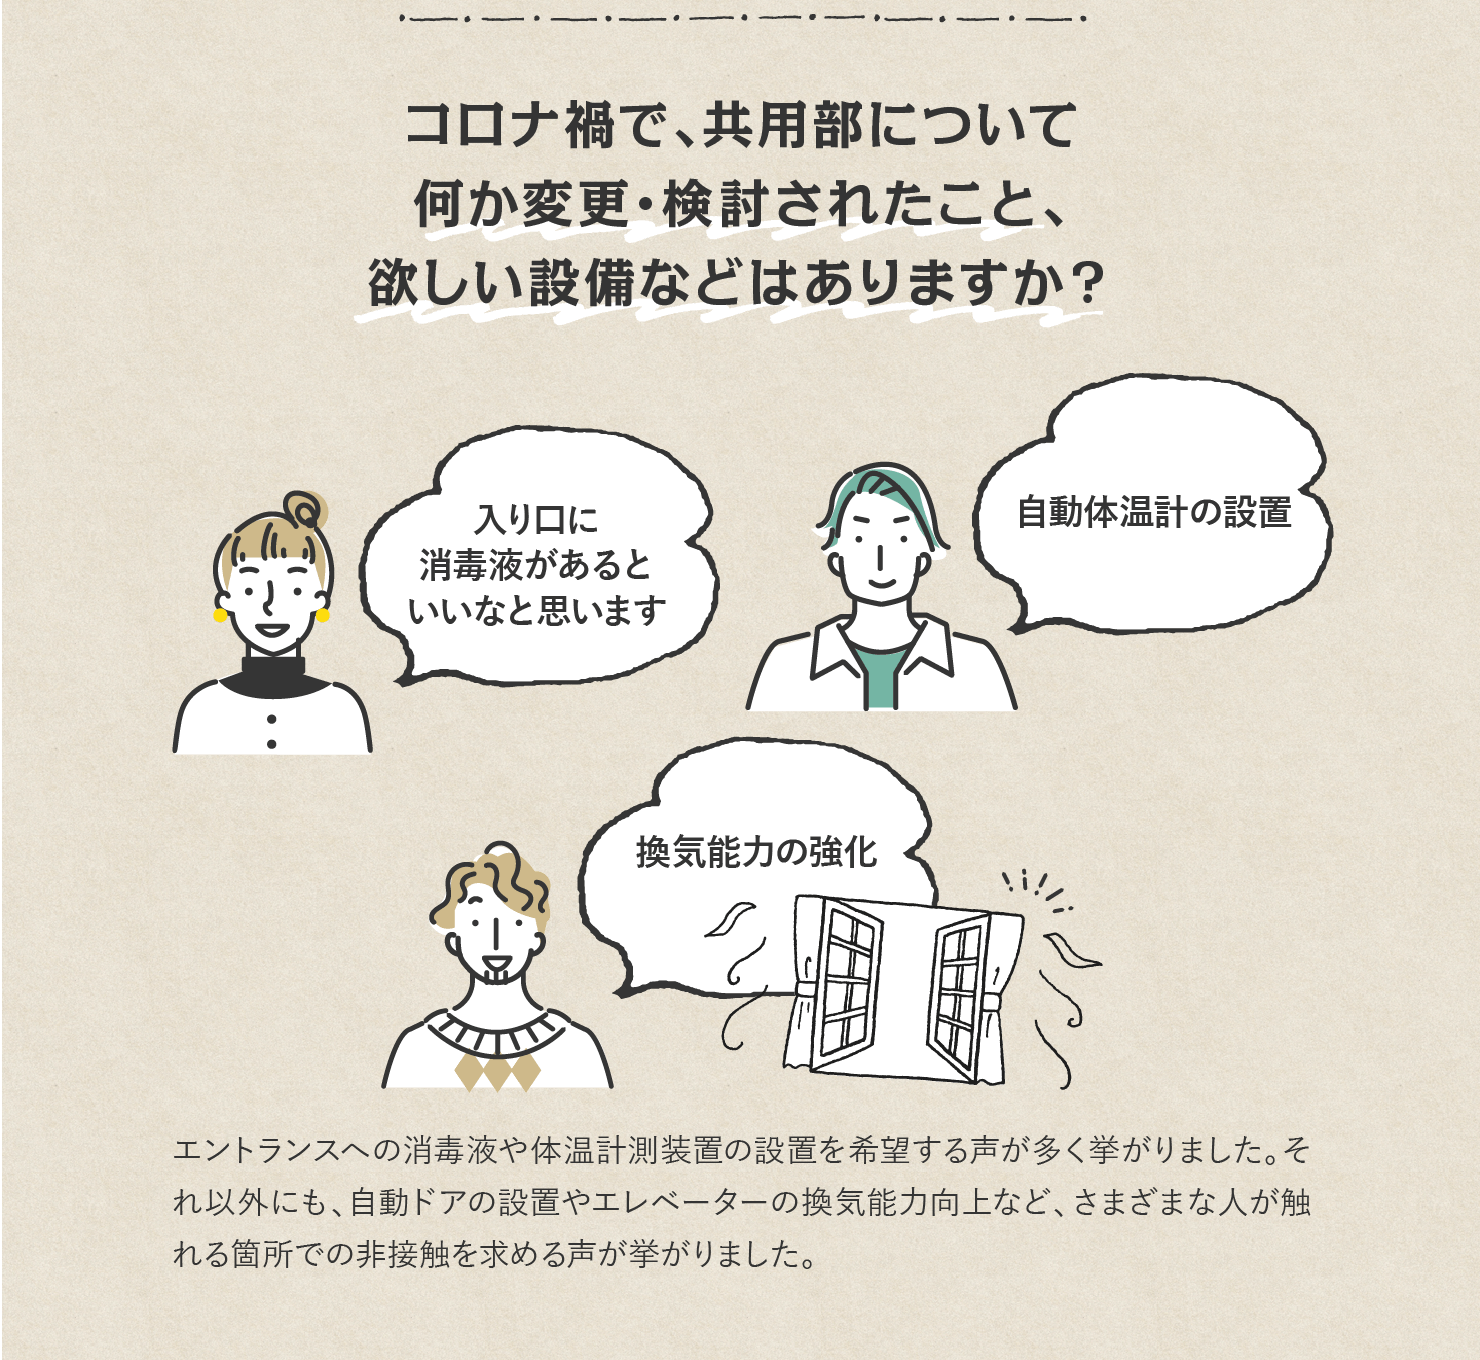 コロナ禍で、共用部について
何か変更・検討されたこと、
欲しい設備などはありますか？
入り口に
消毒液があると
いいなと思います
自動体温計の設置
換気能力の強化
エントランスへの消毒液や体温計測装置の設置を希望する声が多く挙がりました。そ
れ以外にも、自動ドアの設置やエレベーターの換気能力向上など、さまざまな人が触
れる箇所での非接触を求める声が挙がりました。